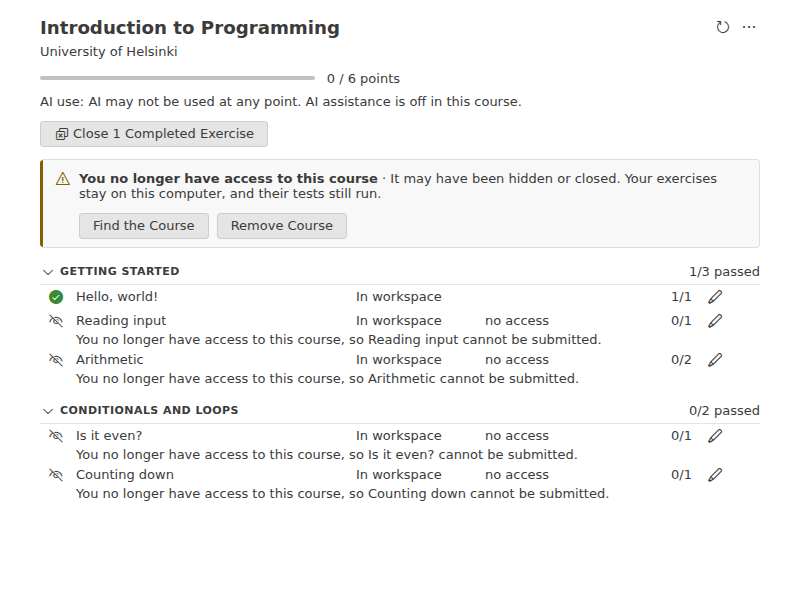 Introduction to Programming
University of Helsinki
0 / 6 points
AI use: AI may not be used at any point. AI assistance is off in this course.
Close 1 Completed Exercise
You no longer have access to this course · It may have been hidden or closed. Your exercises
stay on this computer, and their tests still run.
Find the Course Remove Course
GETTING STARTED 1/3 passed
Hello, world! In workspace 1/1
Reading input In workspace no access 0/1
You no longer have access to this course, so Reading input cannot be submitted.
Arithmetic In workspace no access 0/2
You no longer have access to this course, so Arithmetic cannot be submitted.
CONDITIONALS AND LOOPS 0/2 passed
Is it even? In workspace no access 0/1
You no longer have access to this course, so Is it even? cannot be submitted.
Counting down In workspace no access 0/1
You no longer have access to this course, so Counting down cannot be submitted.